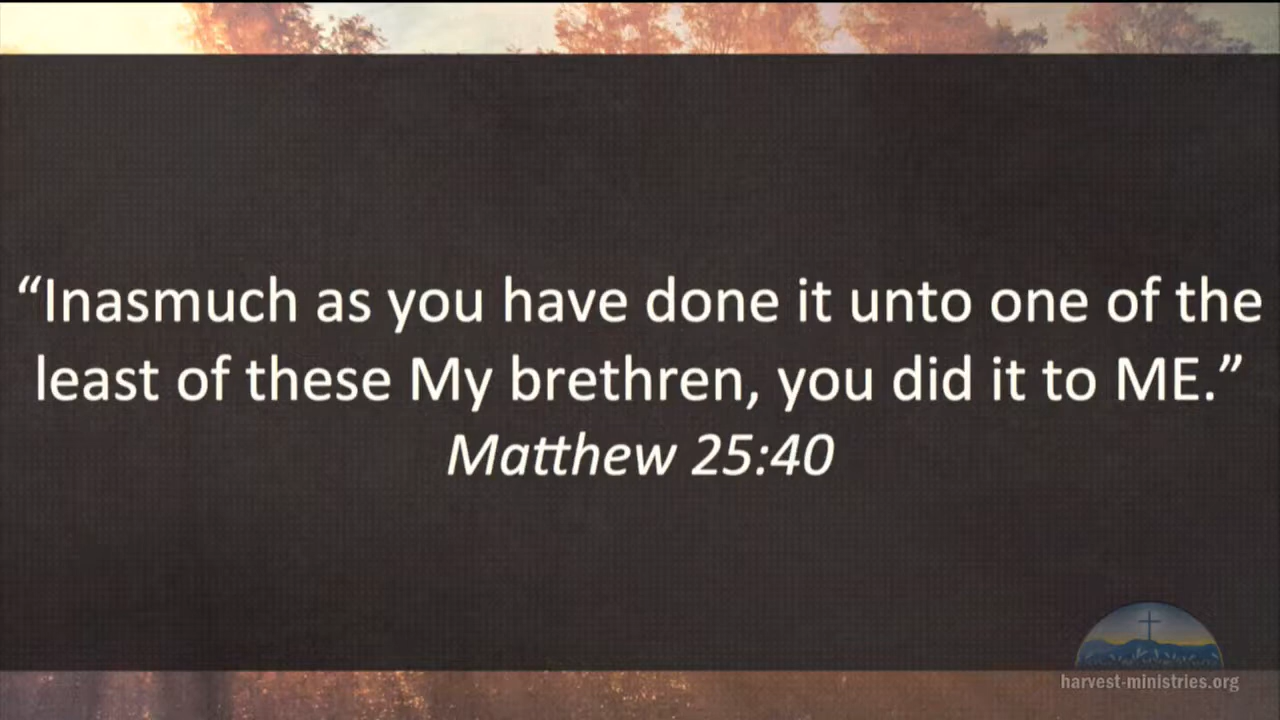 “Inasmuch as you have done it unto one of the
least of these My brethren, you did it to ME.”
Matthew 25:40
harvest-ministries.org